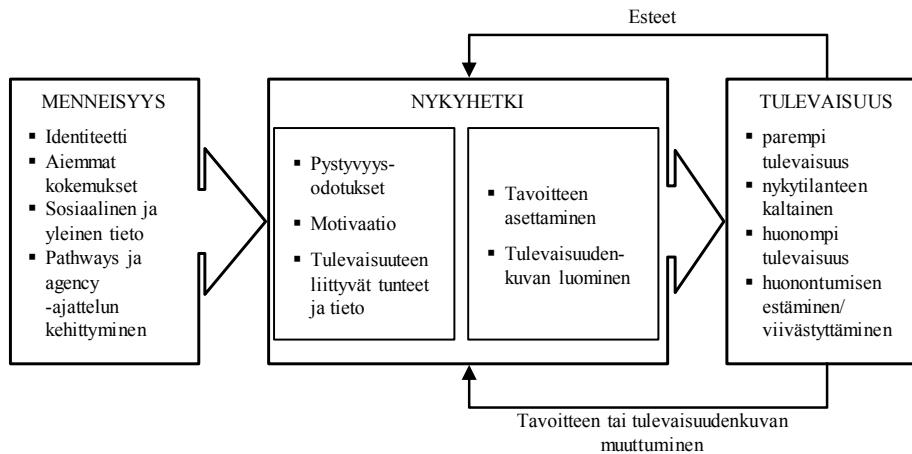 Esteet
MENNEISYYS
▪ Identiteetti
▪ Aiemmat
kokemukset
▪ Sosiaalinen ja
yleinen tieto
▪ Pathways ja
agency
-ajattelun
kehittyminen
NYKYHETKI
▪ Pystyvyys-
odotukset
▪ Motivaatio
▪ Tulevaisuuteen
liittyvät tunteet
ja tieto
▪ Tavoitteen
asettaminen
▪ Tulevaisuuden-
kuvan luominen
TULEVAISUUS
▪ parempi
tulevaisuus
▪ nykytilanteen
kaltainen
▪ huonompi
tulevaisuus
▪ huonontumisen
estäminen/
viivästyttäminen
Tavoitteen tai tulevaisuudenkuvan
muuttuminen